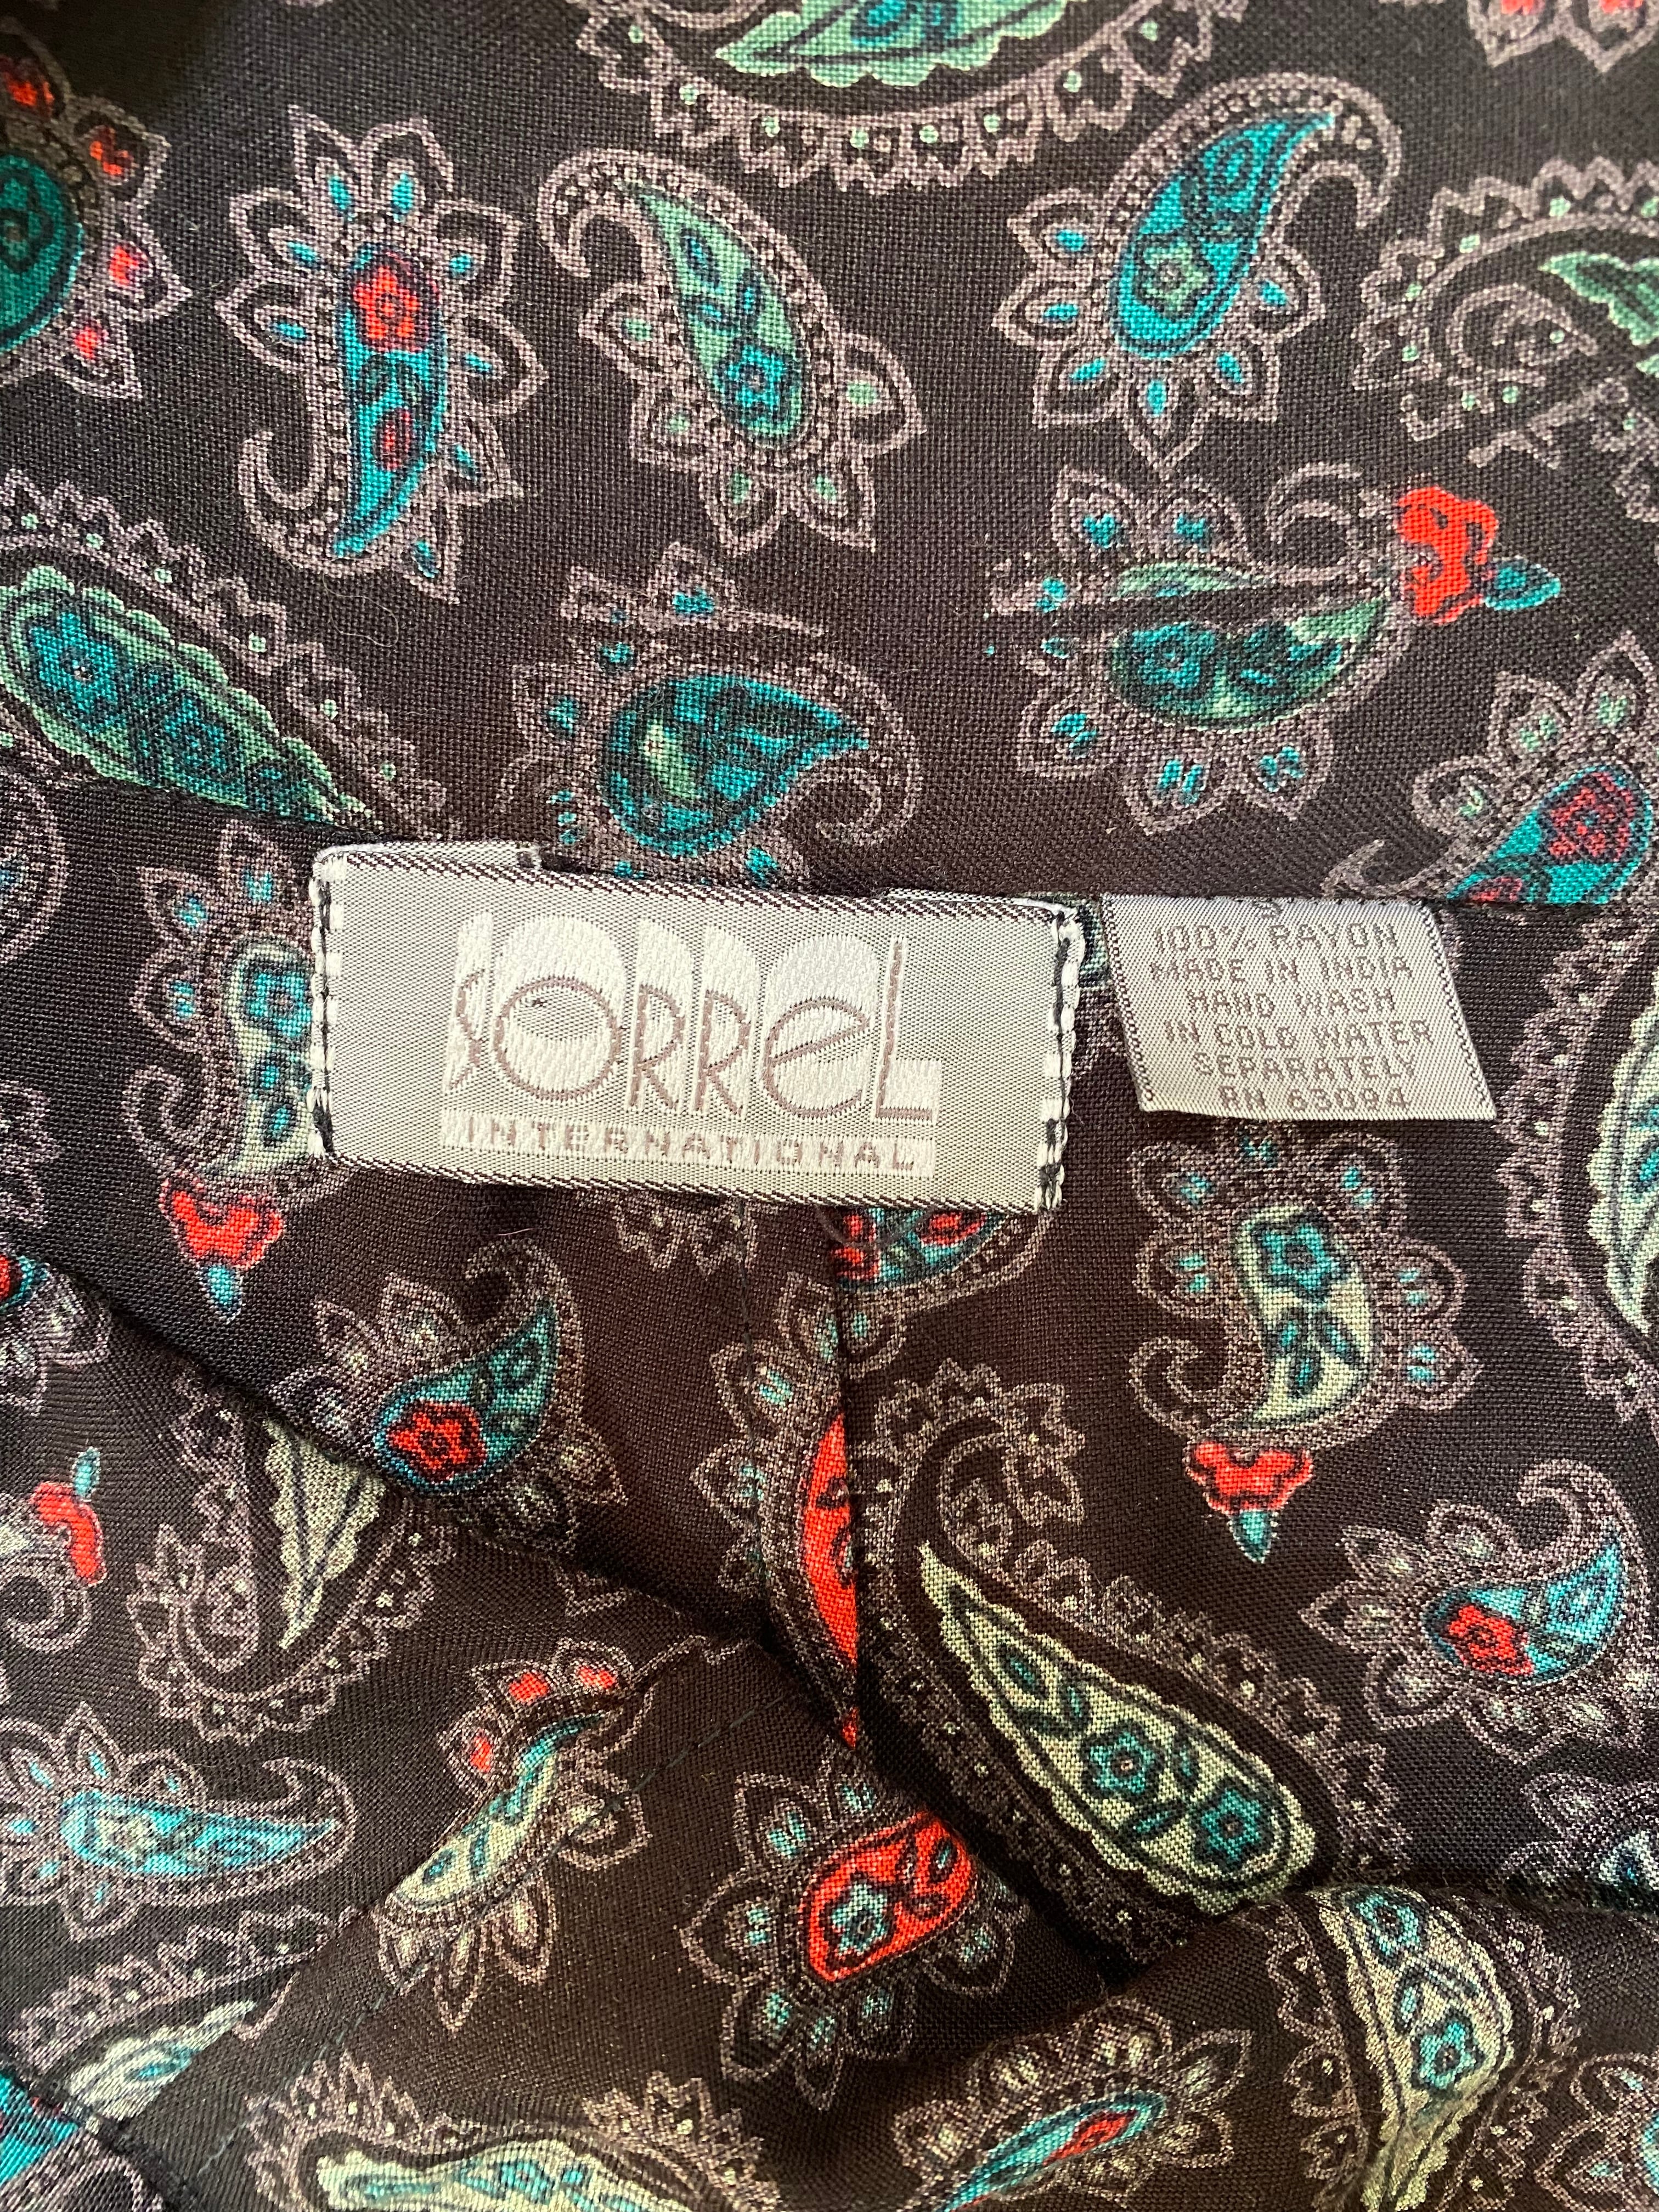 SORREL
INTERNATIONAL
100% RAYON
MADE IN INDIA
HAND WASH
IN COLD WATER
SEPARATELY
RN 63094